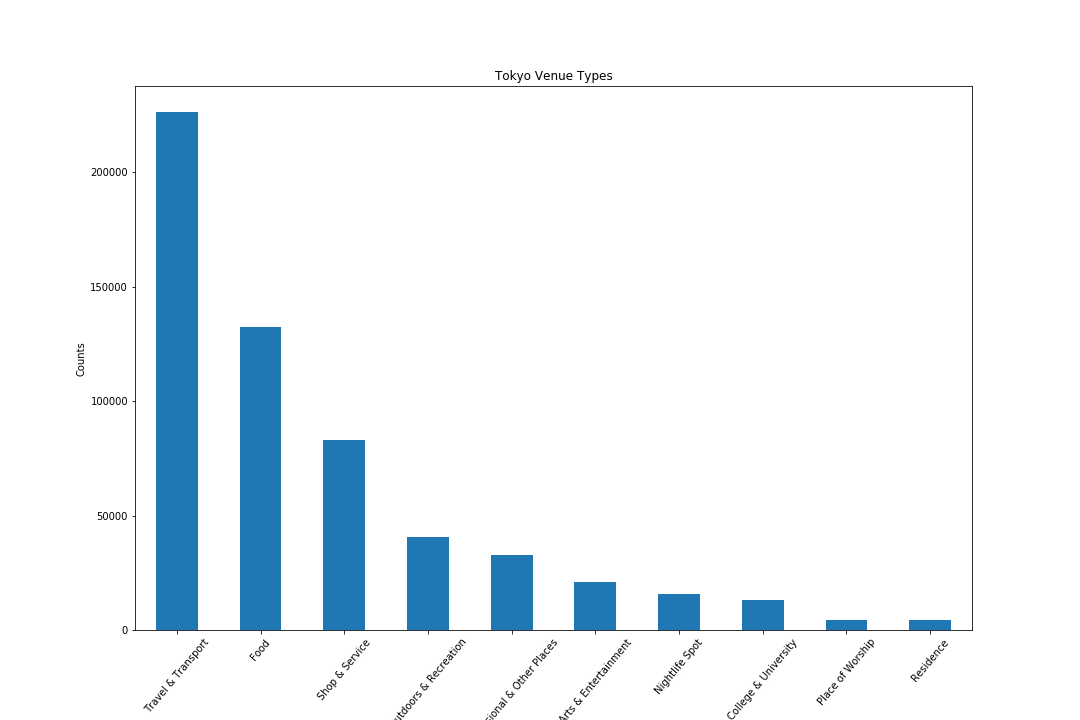 Tokyo Venue Types
Counts
200000
150000
100000
50000
0
Travel & Transport
Food
Shop & Service
utdoors & Recreation
ional & Other Places
Arts & Entertainment
Nightlife Spot
College & University
Place of Worship
Residence